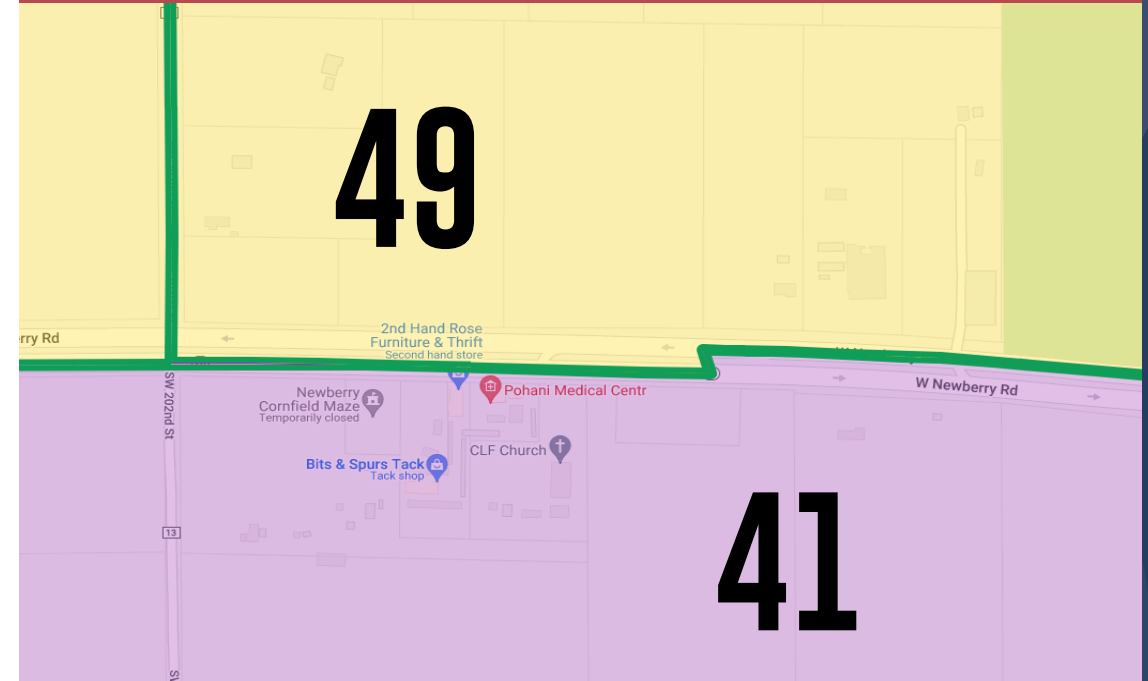 49
rry Rd
2nd Hand Rose
Furniture & Thrift
Second hand store
SW 202nd St
Newberry
Cornfield Maze
Temporarily closed
Pohani Medical Centr
W Newberry Rd
CLF Church
Bits & Spurs Tack
Tack shop
13
41